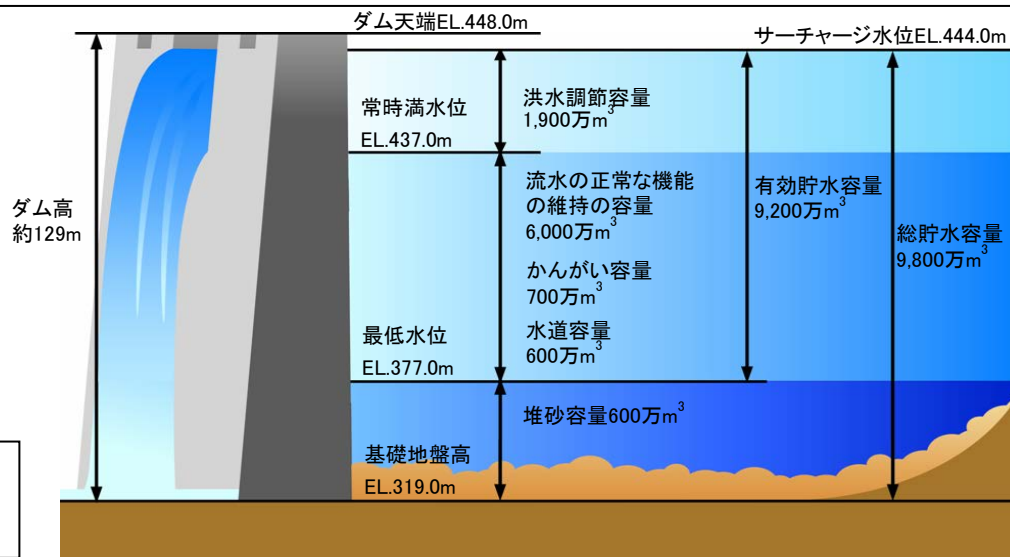 ダム天端EL.448.0m
サーチャージ水位EL.444.0m
常時満水位
EL.437.0m
洪水調節容量
1,900万m³
ダム高
約129m
流水の正常な機能
の維持の容量
6,000万m³
かんがい容量
700万m³
水道容量
600万m³
有効貯水容量
9,200万m³
総貯水容量
9,800万m³
最低水位
EL.377.0m
堆砂容量600万m³
基礎地盤高
EL.319.0m